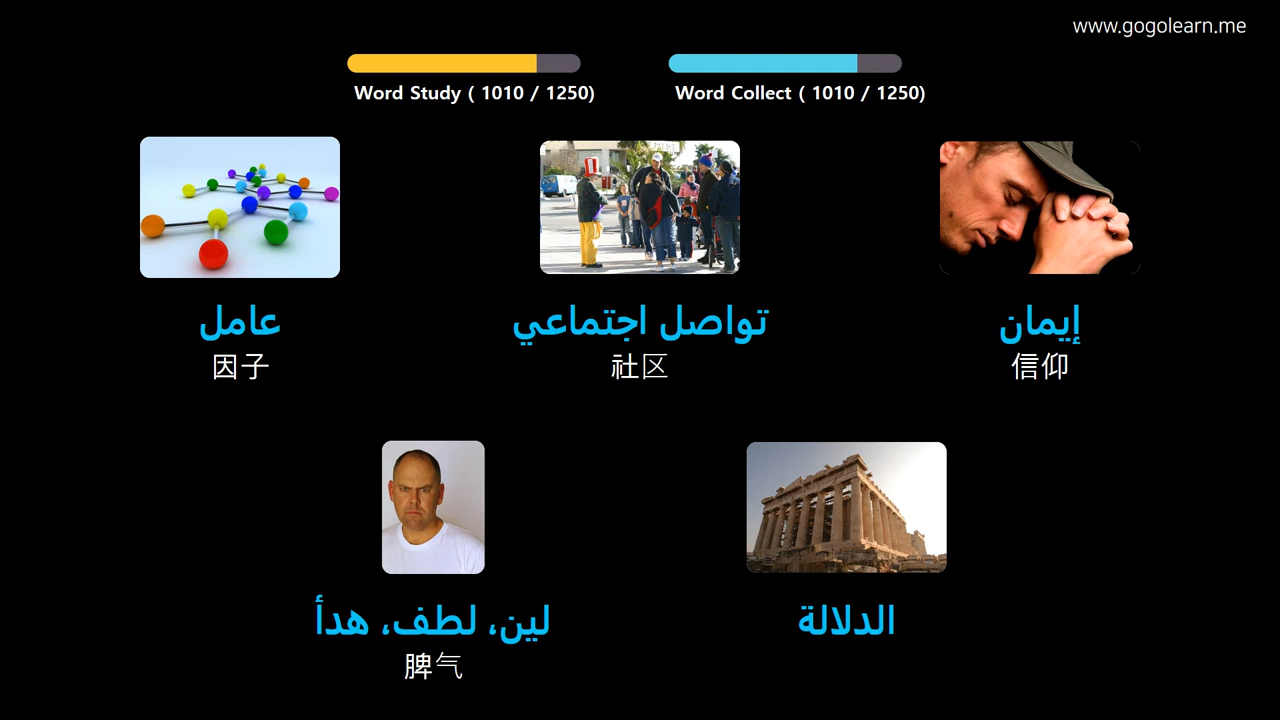 www.gogolearn.me
Word Study ( 1010 / 1250)
Word Collect ( 1010 / 1250)
عامل
因子
تواصل اجتماعي
社区
إيمان
信仰
لين، لطف، هدأ
脾气
الدلالة